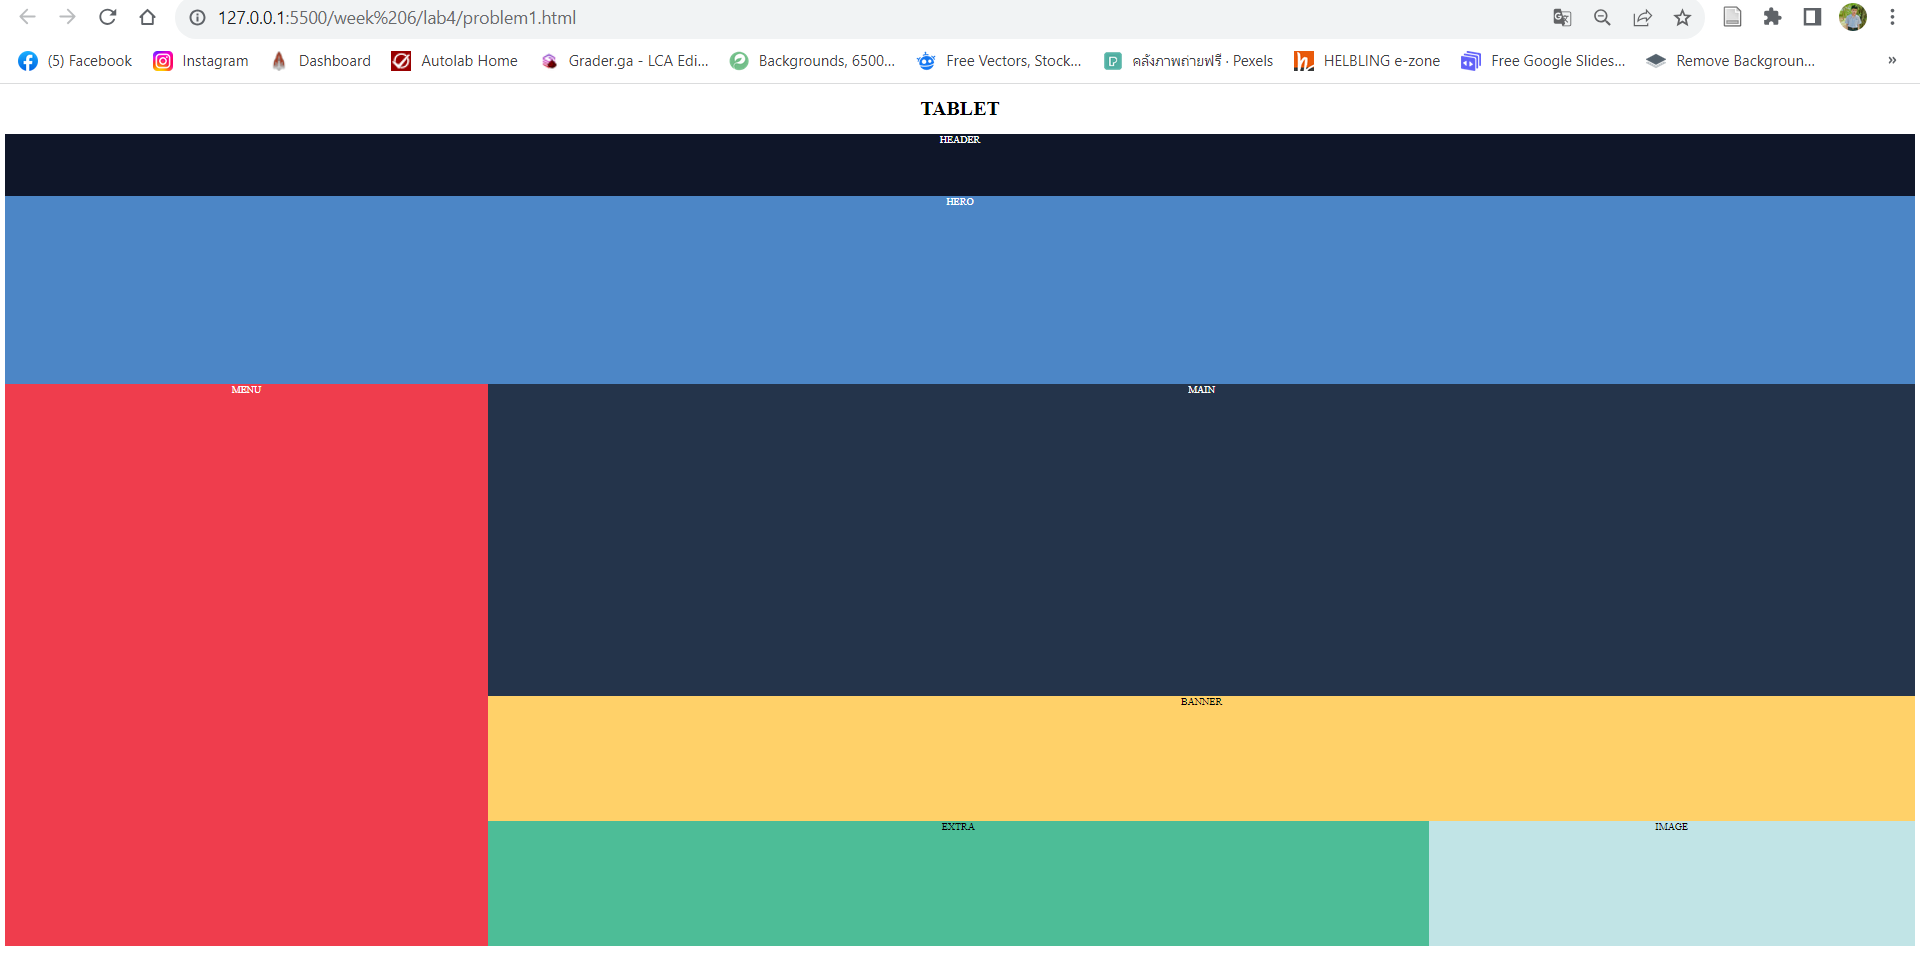 127.0.0.1:5500/week%206/lab4/problem1.html
(5) Facebook Instagram Dashboard Autolab Home Grader.ga - LCA Edi... Backgrounds, 6500... Free Vectors, Stock... คลังภาพถ่ายฟรี · Pexels HELBLING e-zone Free Google Slides... Remove Backgroun... »
TABLET
HEADER
HERO
MENU MAIN
BANNER
EXTRA IMAGE